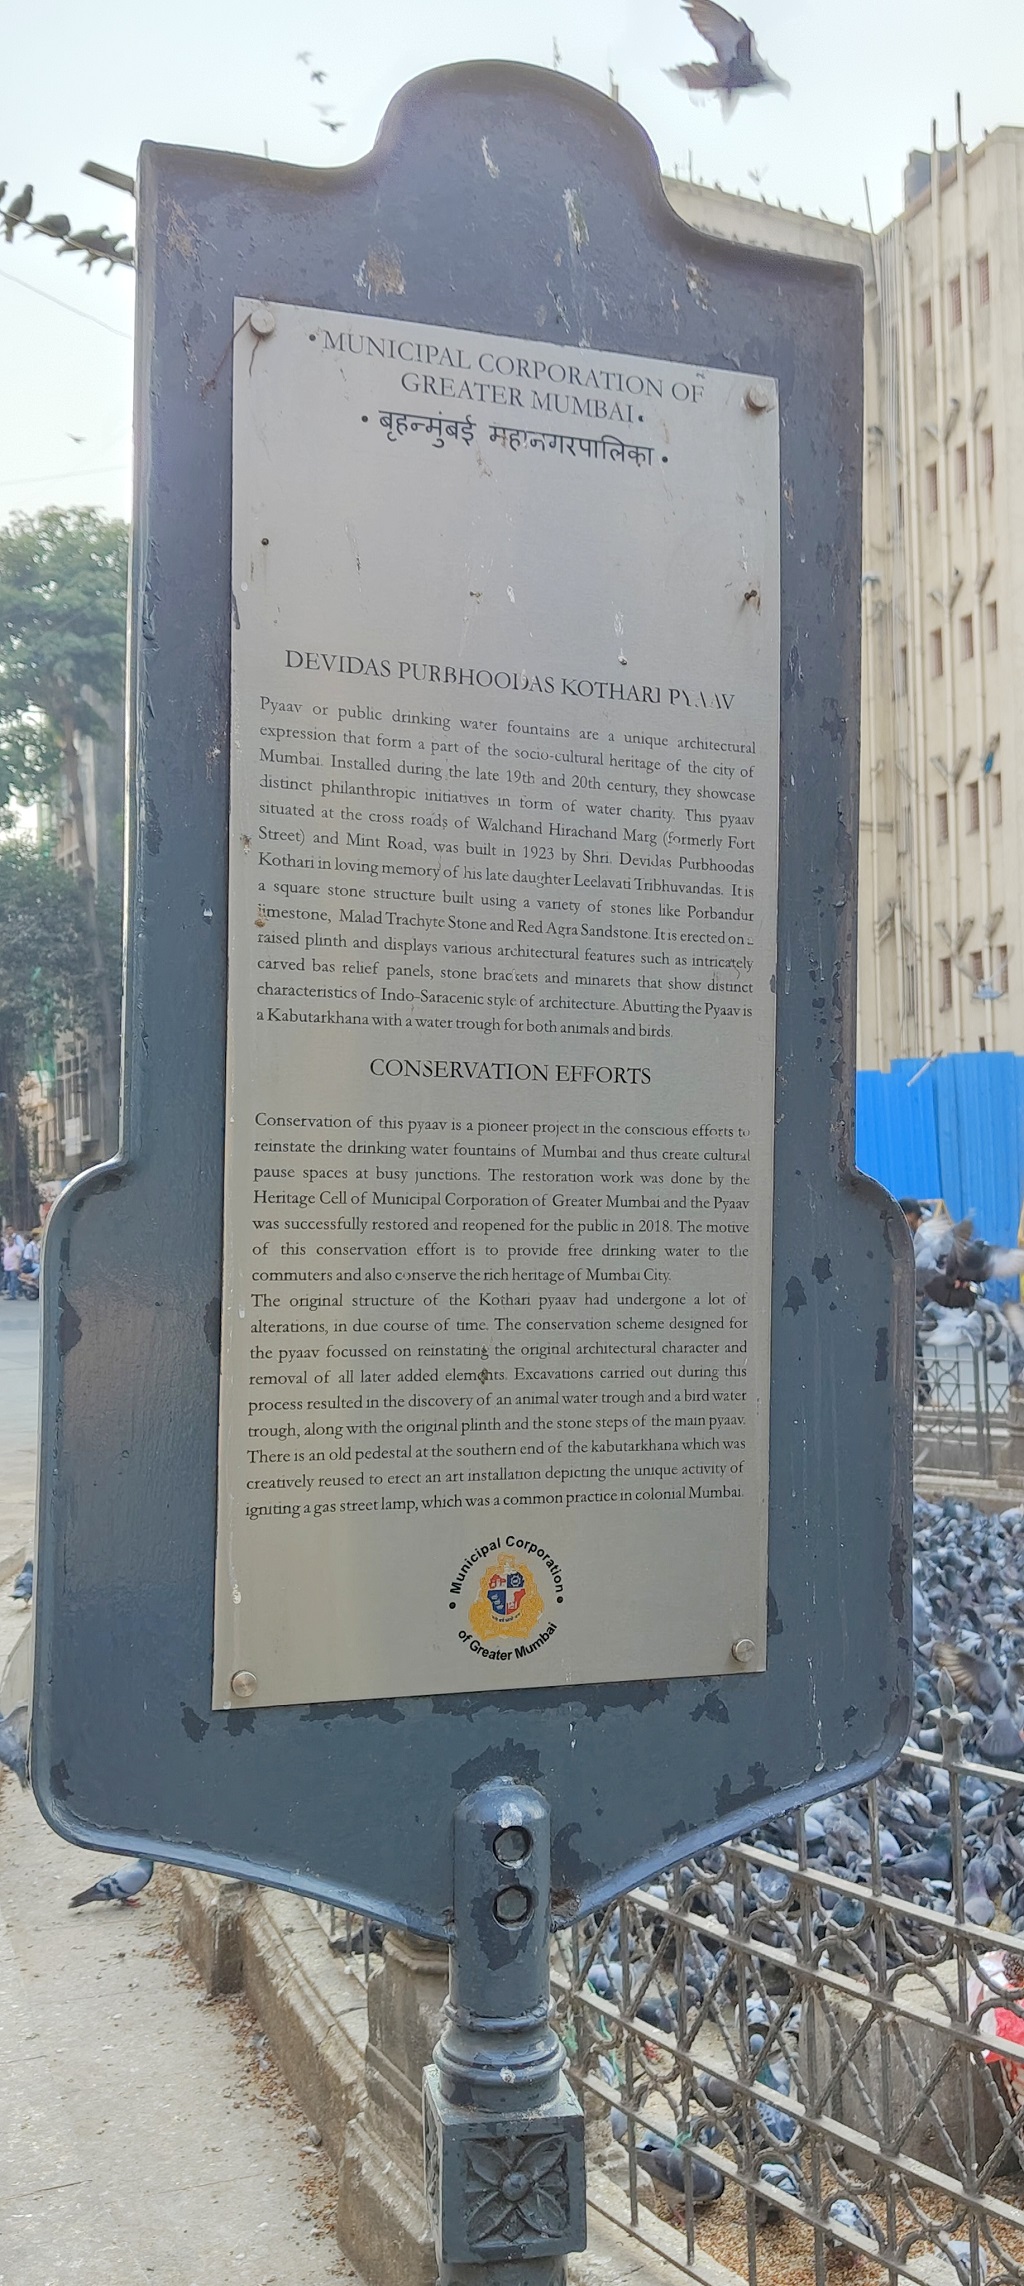 • MUNICIPAL CORPORATION OF
GREATER MUMBAI •
• बृहन्मुंबई महानगरपालिका •
DEVIDAS PURBHOODAS KOTHARI PYAAV
Pyaav or public drinking water fountains are a unique architectural
expression that form a part of the socio-cultural heritage of the city of
Mumbai. Installed during the late 19th and 20th century, they showcase
distinct philanthropic initiatives in form of water charity. This pyaav
situated at the cross roads of Walchand Hirachand Marg (formerly Fort
Street) and Mint Road, was built in 1923 by Shri. Devidas Purbhoodas
Kothari in loving memory of his late daughter Leelavati Tribhuvandas. It is
a square stone structure built using a variety of stones like Porbandur
limestone, Malad Trachyte Stone and Red Agra Sandstone. It is erected on a
raised plinth and displays various architectural features such as intricately
carved bas relief panels, stone brackets and minarets that show distinct
characteristics of Indo-Saracenic style of architecture. Abutting the Pyaav is
a Kabutarkhana with a water trough for both animals and birds.
CONSERVATION EFFORTS
Conservation of this pyaav is a pioneer project in the conscious efforts to
reinstate the drinking water fountains of Mumbai and thus create cultural
pause spaces at busy junctions. The restoration work was done by the
Heritage Cell of Municipal Corporation of Greater Mumbai and the Pyaav
was successfully restored and reopened for the public in 2018. The motive
of this conservation effort is to provide free drinking water to the
commuters and also conserve the rich heritage of Mumbai City.
The original structure of the Kothari pyaav had undergone a lot of
alterations, in due course of time. The conservation scheme designed for
the pyaav focussed on reinstating the original architectural character and
removal of all later added elements. Excavations carried out during this
process resulted in the discovery of an animal water trough and a bird water
trough, along with the original plinth and the stone steps of the main pyaav.
There is an old pedestal at the southern end of the kabutarkhana which was
creatively reused to erect an art installation depicting the unique activity of
igniting a gas street lamp, which was a common practice in colonial Mumbai.
• Municipal Corporation •
of Greater Mumbai